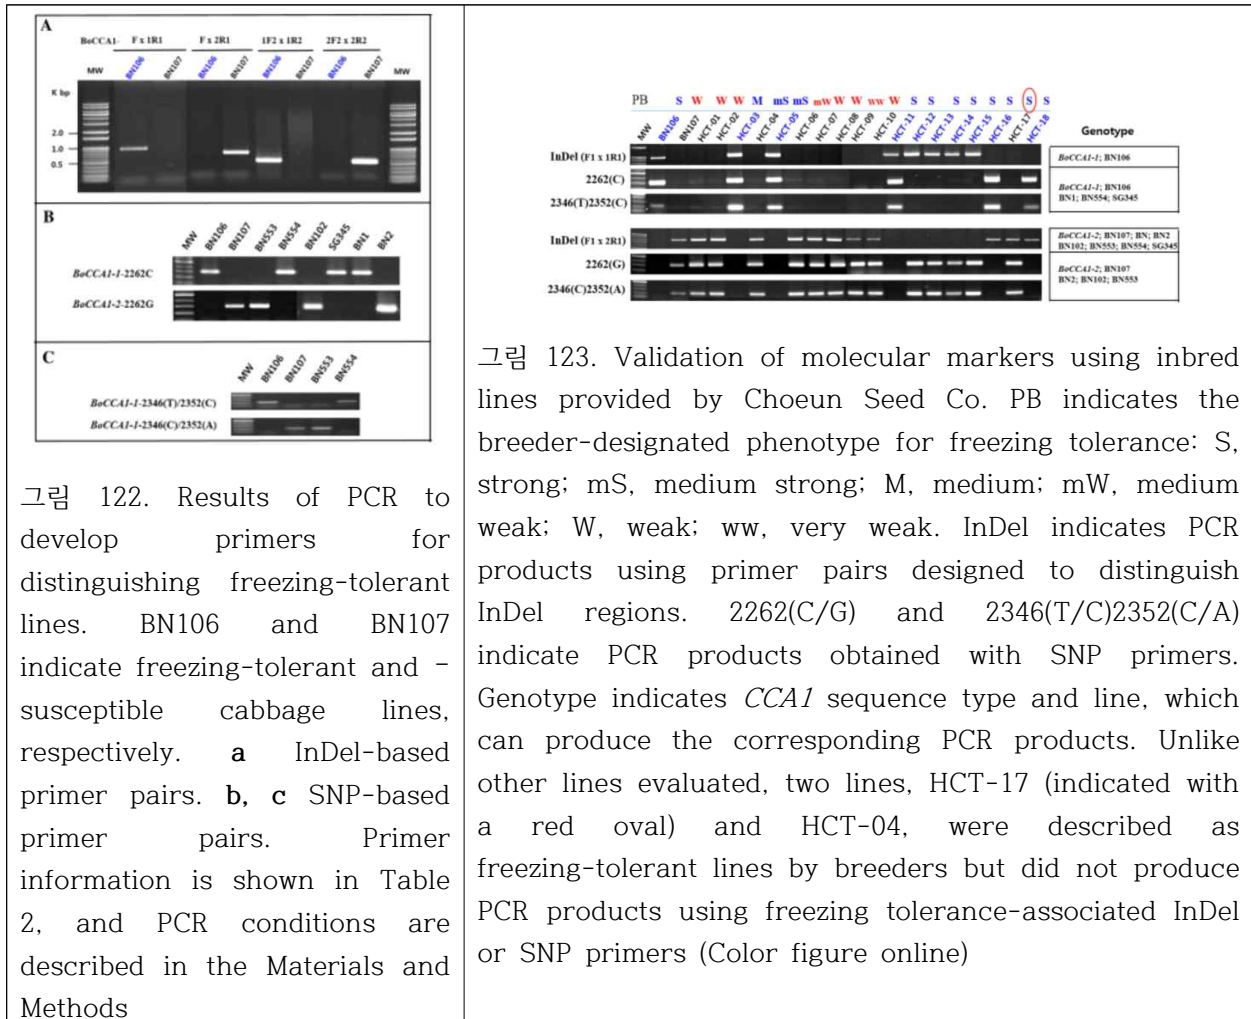 A
BoCCA1- F x 1R1 F x 2R1 1F2 x 1R2 2F2 x 2R2
MW BN106 BN107 BN106 BN107 BN106 BN107 BN106 BN107 MW
K bp
2.0
1.0
0.5
B
MW BN106 BN107 BN553 BN554 BN102 SG345 BN1 BN2
BoCCA1-1-2262C
BoCCA1-2-2262G
C
MW BN106 BN107 BN553 BN554
BoCCA1-1-2346(T)/2352(C)
BoCCA1-1-2346(C)/2352(A)
그림 122. Results of PCR to
develop primers for
distinguishing freezing-tolerant
lines. BN106 and BN107
indicate freezing-tolerant and -
susceptible cabbage lines,
respectively. a InDel-based
primer pairs. b, c SNP-based
primer pairs. Primer
information is shown in Table
2, and PCR conditions are
described in the Materials and
Methods
PB S W W W M mS mS mW W W ww W S S S S S S S S
MW BN106 BN107 HCT-01 HCT-02 HCT-03 HCT-04 HCT-05 HCT-06 HCT-07 HCT-08 HCT-09 HCT-10 HCT-11 HCT-12 HCT-13 HCT-14 HCT-15 HCT-16 HCT-17 HCT-18
Genotype
InDel (F1 x 1R1)
BoCCA1-1; BN106
2262(C)
2346(T)2352(C)
BoCCA1-1; BN106
BN1; BN554; SG345
InDel (F1 x 2R1)
BoCCA1-2; BN107; BN; BN2
BN102; BN553; BN554; SG345
2262(G)
2346(C)2352(A)
BoCCA1-2; BN107
BN2; BN102; BN553
그림 123. Validation of molecular markers using inbred
lines provided by Choeun Seed Co. PB indicates the
breeder-designated phenotype for freezing tolerance: S,
strong; mS, medium strong; M, medium; mW, medium
weak; W, weak; ww, very weak. InDel indicates PCR
products using primer pairs designed to distinguish
InDel regions. 2262(C/G) and 2346(T/C)2352(C/A)
indicate PCR products obtained with SNP primers.
Genotype indicates CCA1 sequence type and line, which
can produce the corresponding PCR products. Unlike
other lines evaluated, two lines, HCT-17 (indicated with
a red oval) and HCT-04, were described as
freezing-tolerant lines by breeders but did not produce
PCR products using freezing tolerance-associated InDel
or SNP primers (Color figure online)